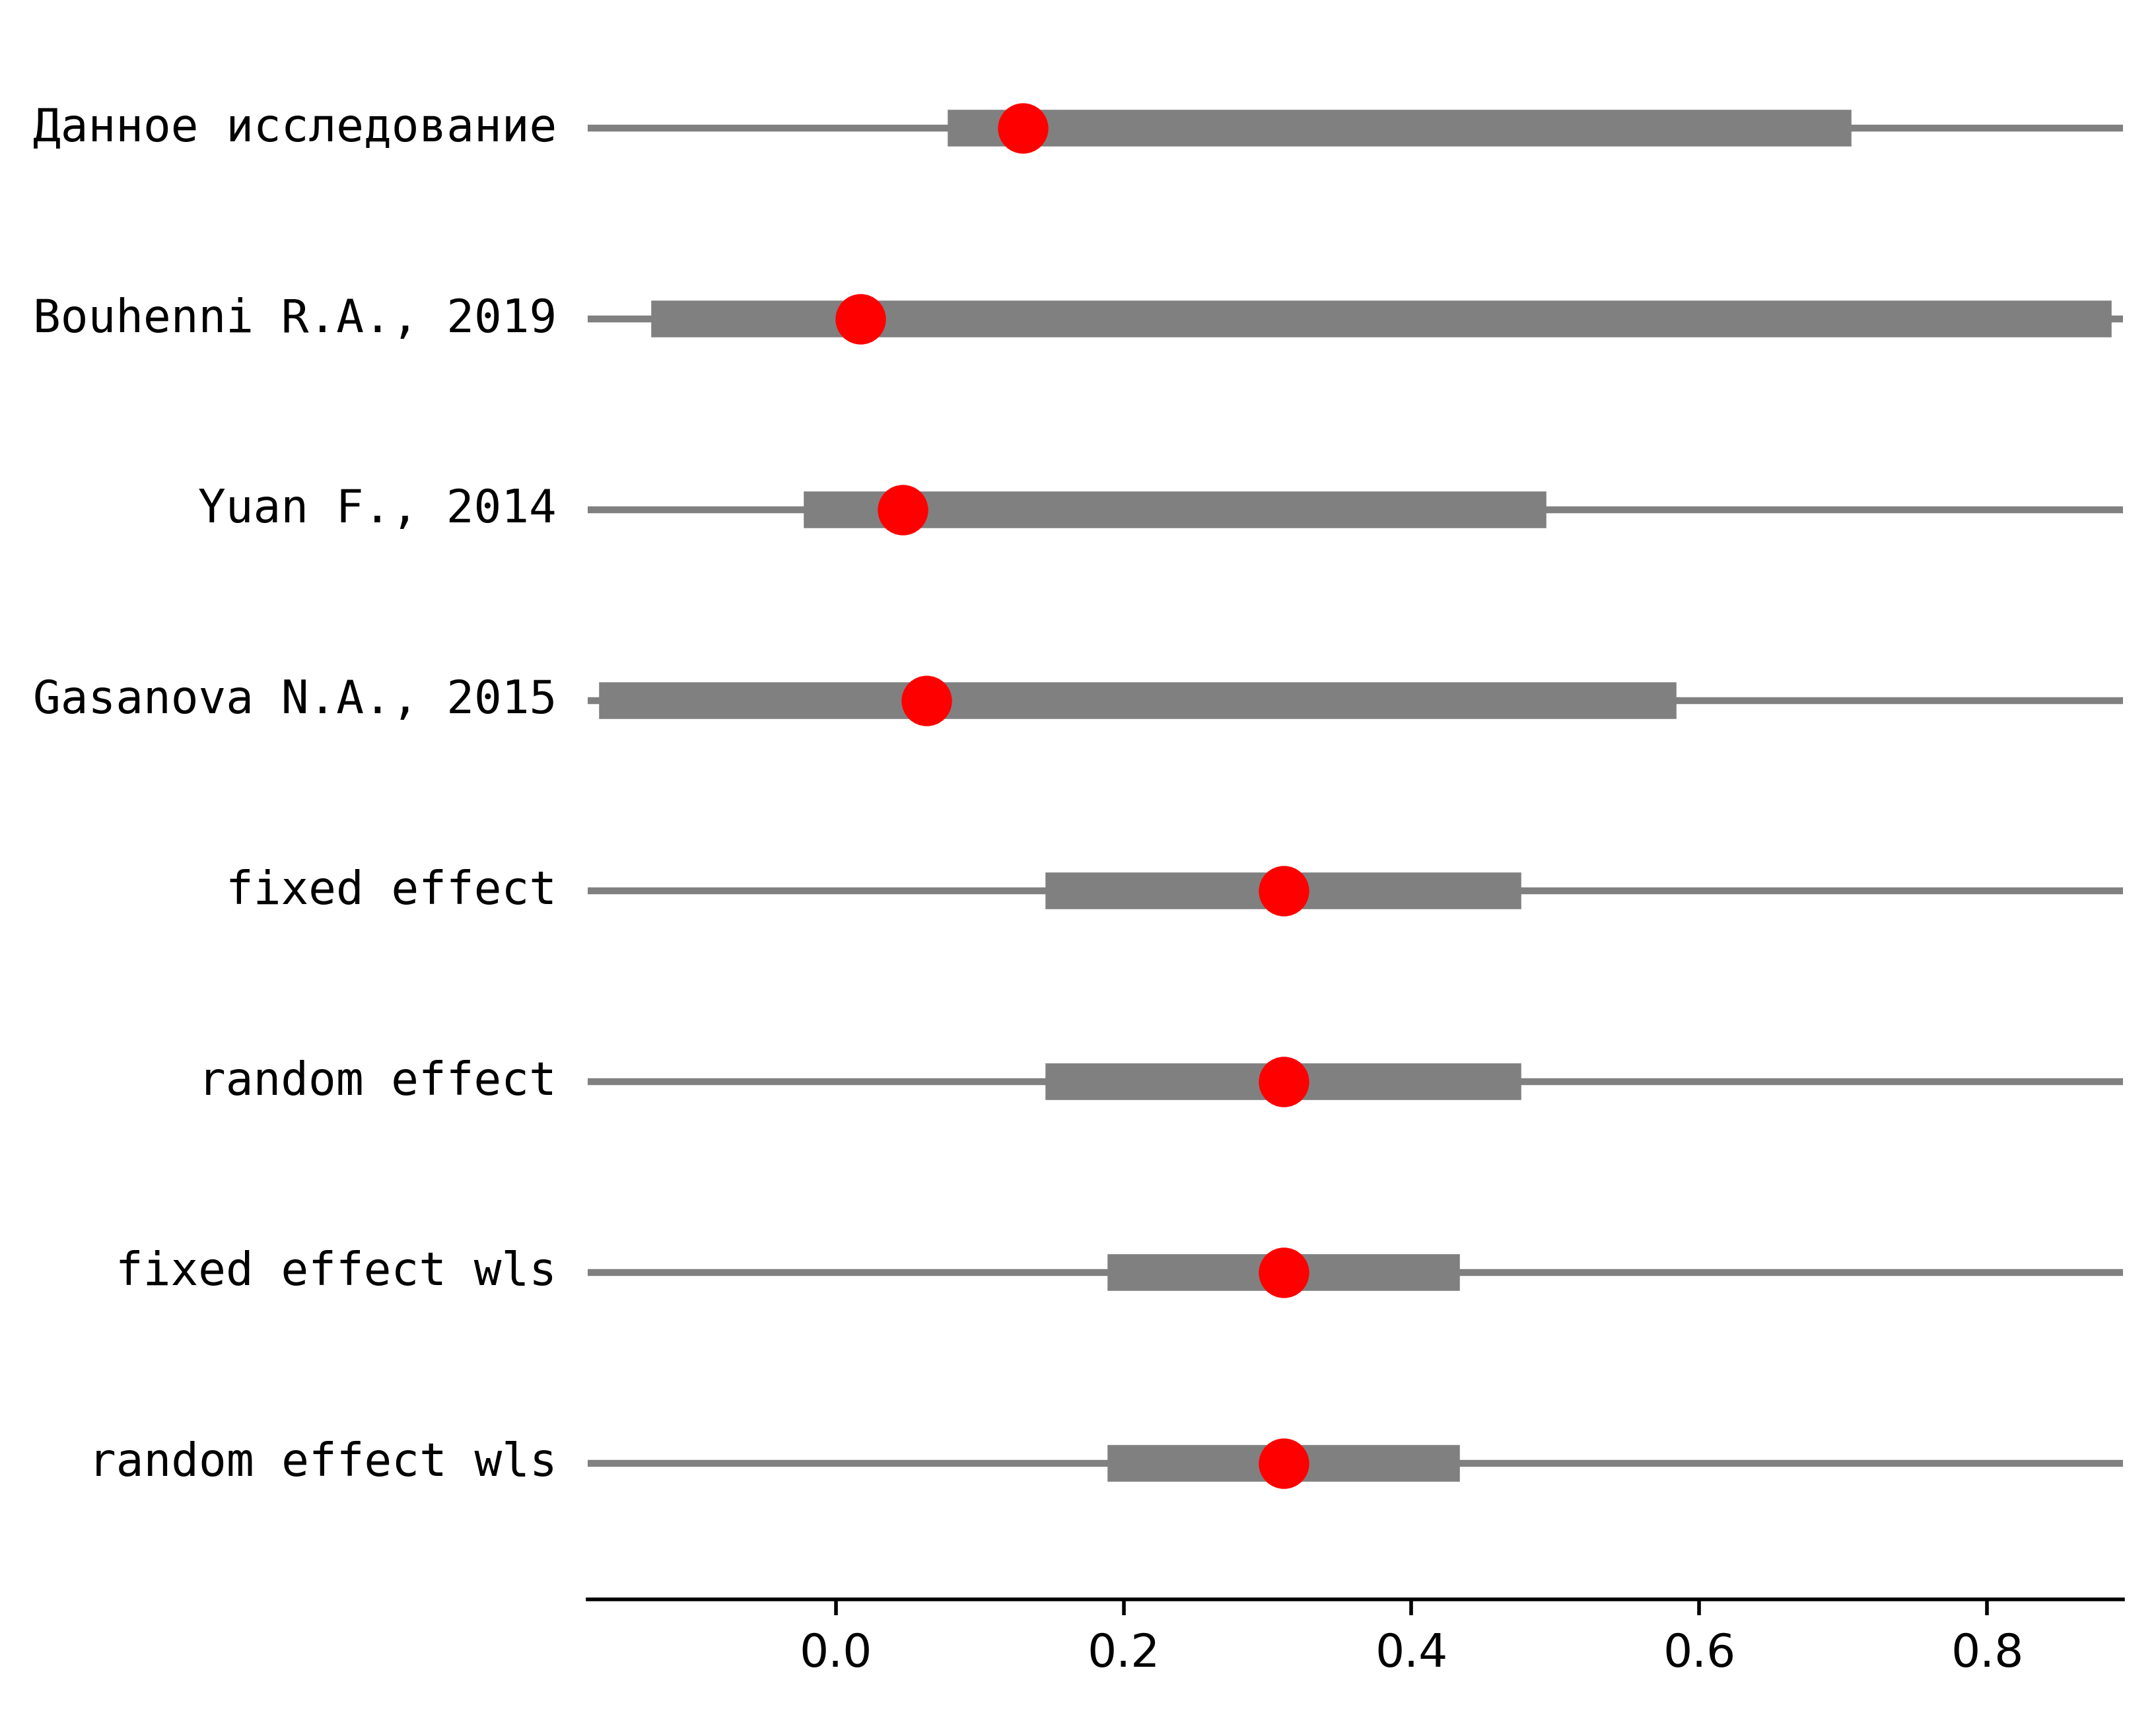 Данное исследование
Bouhenni R.A., 2019
Yuan F., 2014
Gasanova N.A., 2015
fixed effect
random effect
fixed effect wls
random effect wls
0.0 0.2 0.4 0.6 0.8